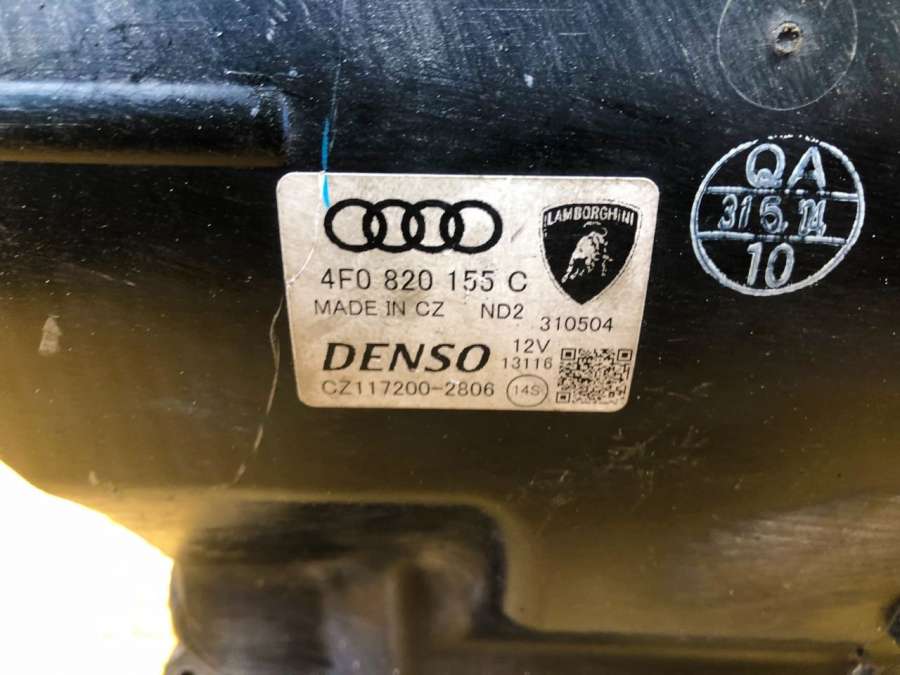 LAMBORGHINI
4F0 820 155 C
MADE IN CZ ND2
310504
DENSO
12V
13116
CZ117200-2806
14S
QA
31 5. 14
10